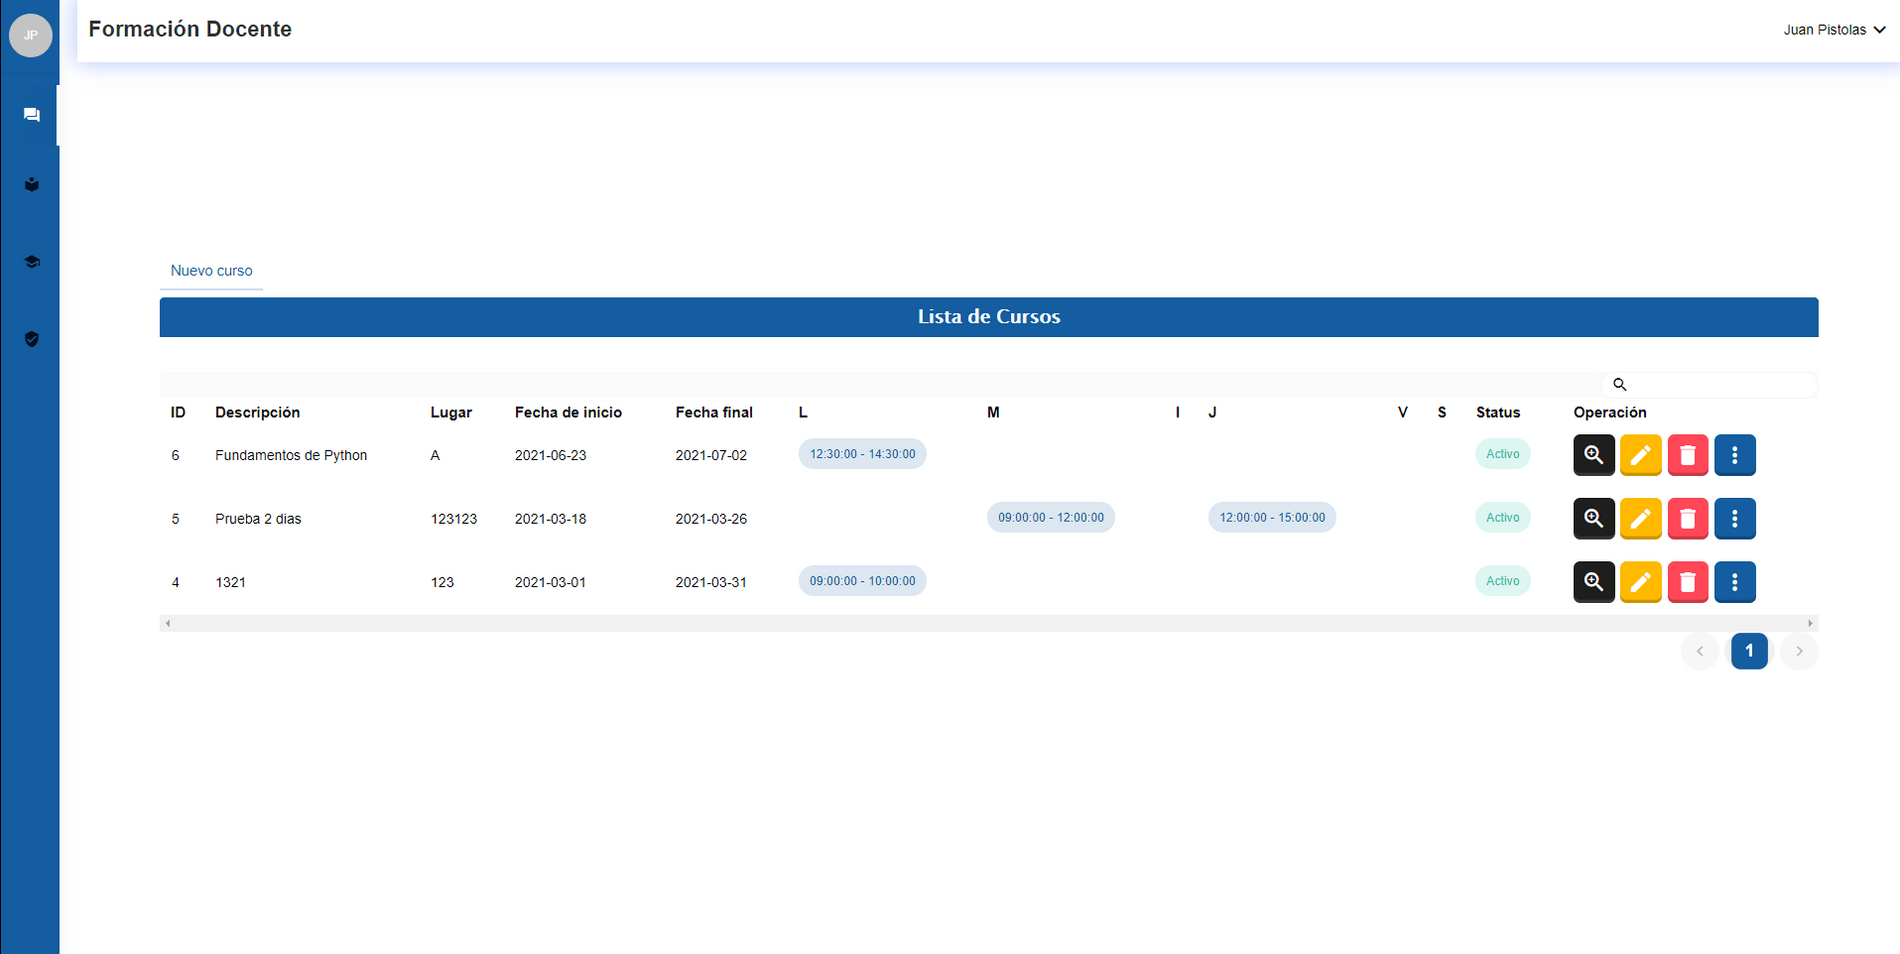 JP
Formación Docente
Juan Pistolas
Nuevo curso
Lista de Cursos
ID Descripción Lugar Fecha de inicio Fecha final L M I J V S Status Operación
6 Fundamentos de Python A 2021-06-23 2021-07-02 12:30:00 - 14:30:00 Activo
5 Prueba 2 dias 123123 2021-03-18 2021-03-26 09:00:00 - 12:00:00 12:00:00 - 15:00:00 Activo
4 1321 123 2021-03-01 2021-03-31 09:00:00 - 10:00:00 Activo
1